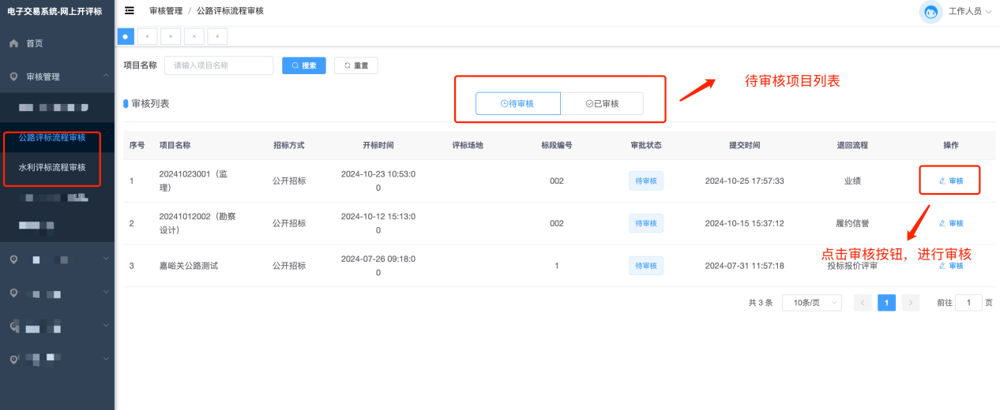 电子交易系统-网上开评标
审核管理 / 公路评标流程审核
工作人员
首页
审核管理
公路评标流程审核
水利评标流程审核
项目名称 请输入项目名称 搜索 重置
待审核项目列表
审核列表 待审核 已审核
序号 项目名称 招标方式 开标时间 评标场地 标段编号 审批状态 提交时间 退回流程 操作
1 20241023001（监理） 公开招标 2024-10-23 10:53:00 002 待审核 2024-10-25 17:57:33 业绩 审核
2 20241012002（勘察设计） 公开招标 2024-10-12 15:13:00 002 待审核 2024-10-15 15:37:12 履约信誉 审核
点击审核按钮，进行审核
3 嘉峪关公路测试 公开招标 2024-07-26 09:18:00 1 待审核 2024-07-31 11:57:18 投标报价评审 审核
共 3 条 10条/页 1 前往 1 页